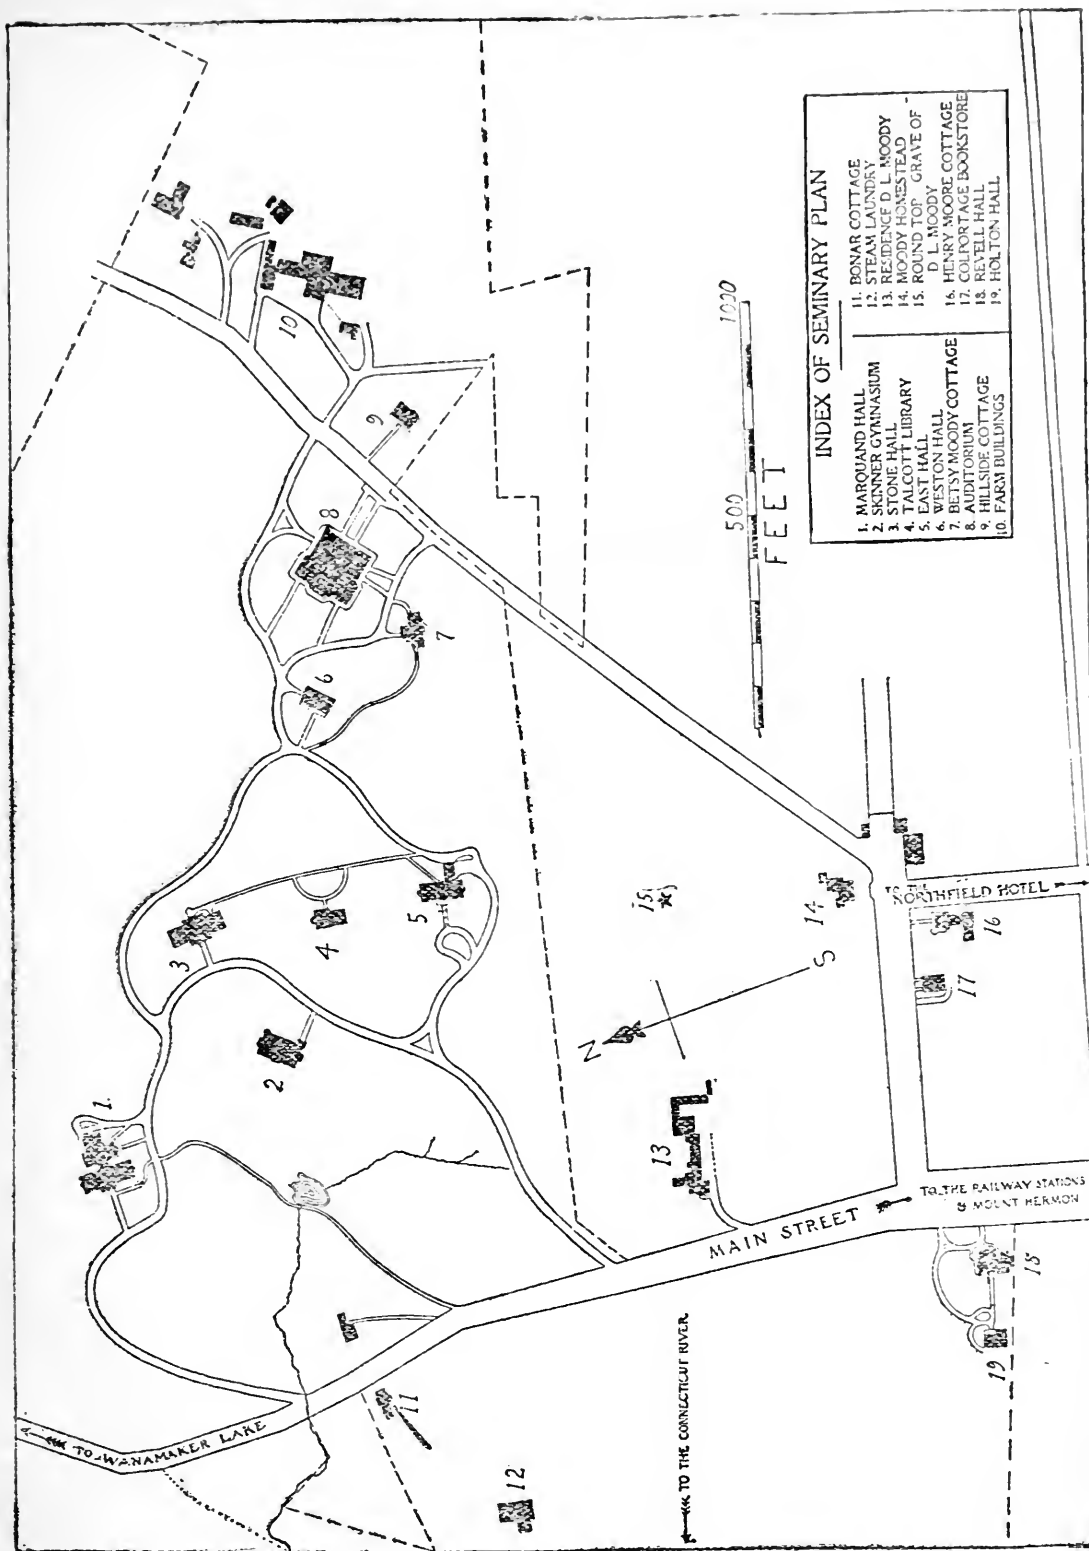 INDEX OF SEMINARY PLAN
1. MARQUAND HALL
2. SKINNER GYMNASIUM
3. STONE HALL
4. TALCOTT LIBRARY
5. EAST HALL
6. WESTON HALL
7. BETSY MOODY COTTAGE
8. AUDITORIUM
9. HILLSIDE COTTAGE
10. FARM BUILDINGS
11. BONAR COTTAGE
12. STEAM LAUNDRY
13. RESIDENCE D L MOODY
14. MOODY HOMESTEAD
15. ROUND TOP GRAVE OF -
D L MOODY
16. HENRY MOORE COTTAGE
17. COLPORTAGE BOOKSTORE
18. REVELL HALL
19. HOLTON HALL
500
1000
FEET
10
9
8
7
6
5
4
3
2
1.
15
14
16
17
13
18
19
11
12
N
S
TO THE
NORTHFIELD HOTEL
TO THE RAILWAY STATIONS
& MOUNT HERMON
MAIN STREET
TO WANAMAKER LAKE
TO THE CONNECTICUT RIVER